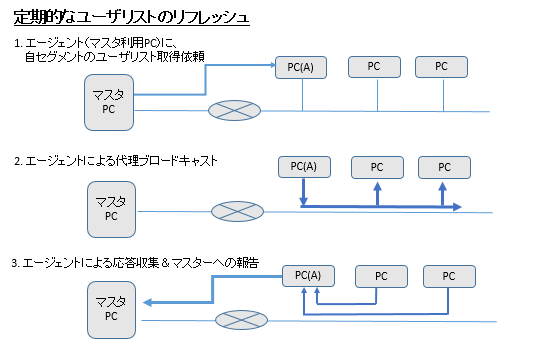 定期的なユーザリストのリフレッシュ
1. エージェント(マスタ利用PC)に、
自セグメントのユーザリスト取得依頼
マスタ
PC
PC(A)
PC
PC
2. エージェントによる代理ブロードキャスト
マスタ
PC
PC(A)
PC
PC
3. エージェントによる応答収集&マスターへの報告
マスタ
PC
PC(A)
PC
PC